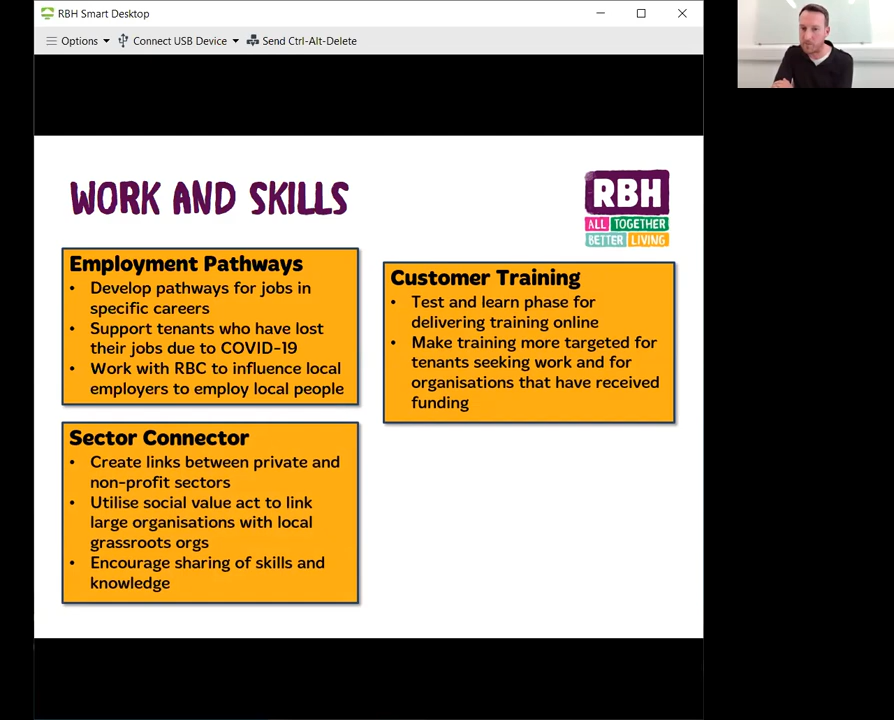 RBH Smart Desktop
Options
Connect USB Device
Send Ctrl-Alt-Delete
WORK AND SKILLS
RBH
ALL TOGETHER
BETTER LIVING
Employment Pathways
• Develop pathways for jobs in
specific careers
• Support tenants who have lost
their jobs due to COVID-19
• Work with RBC to influence local
employers to employ local people
Customer Training
• Test and learn phase for
delivering training online
• Make training more targeted for
tenants seeking work and for
organisations that have received
funding
Sector Connector
• Create links between private and
non-profit sectors
• Utilise social value act to link
large organisations with local
grassroots orgs
• Encourage sharing of skills and
knowledge